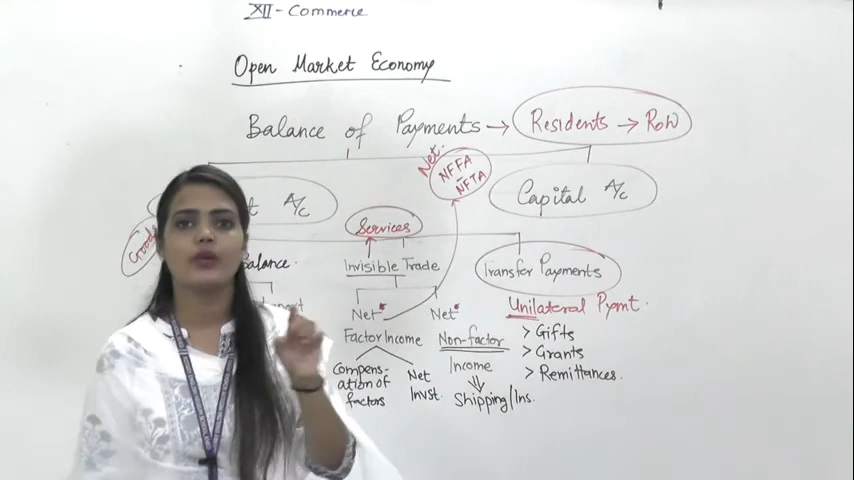 XII - Commerce
Open Market Economy
Balance of Payments → Residents → RoW
Net.
NFFA
- NFTA
A/c
Capital A/c
Goods
Services
Balance.
Invisible Trade
Transfer Payments
Net*
Net*
Unilateral Pymt.
Factor Income
Non-factor
Income
> Gifts
> Grants
> Remittances.
Compens-
ation of
factors
Net
Invst.
Shipping/Ins.